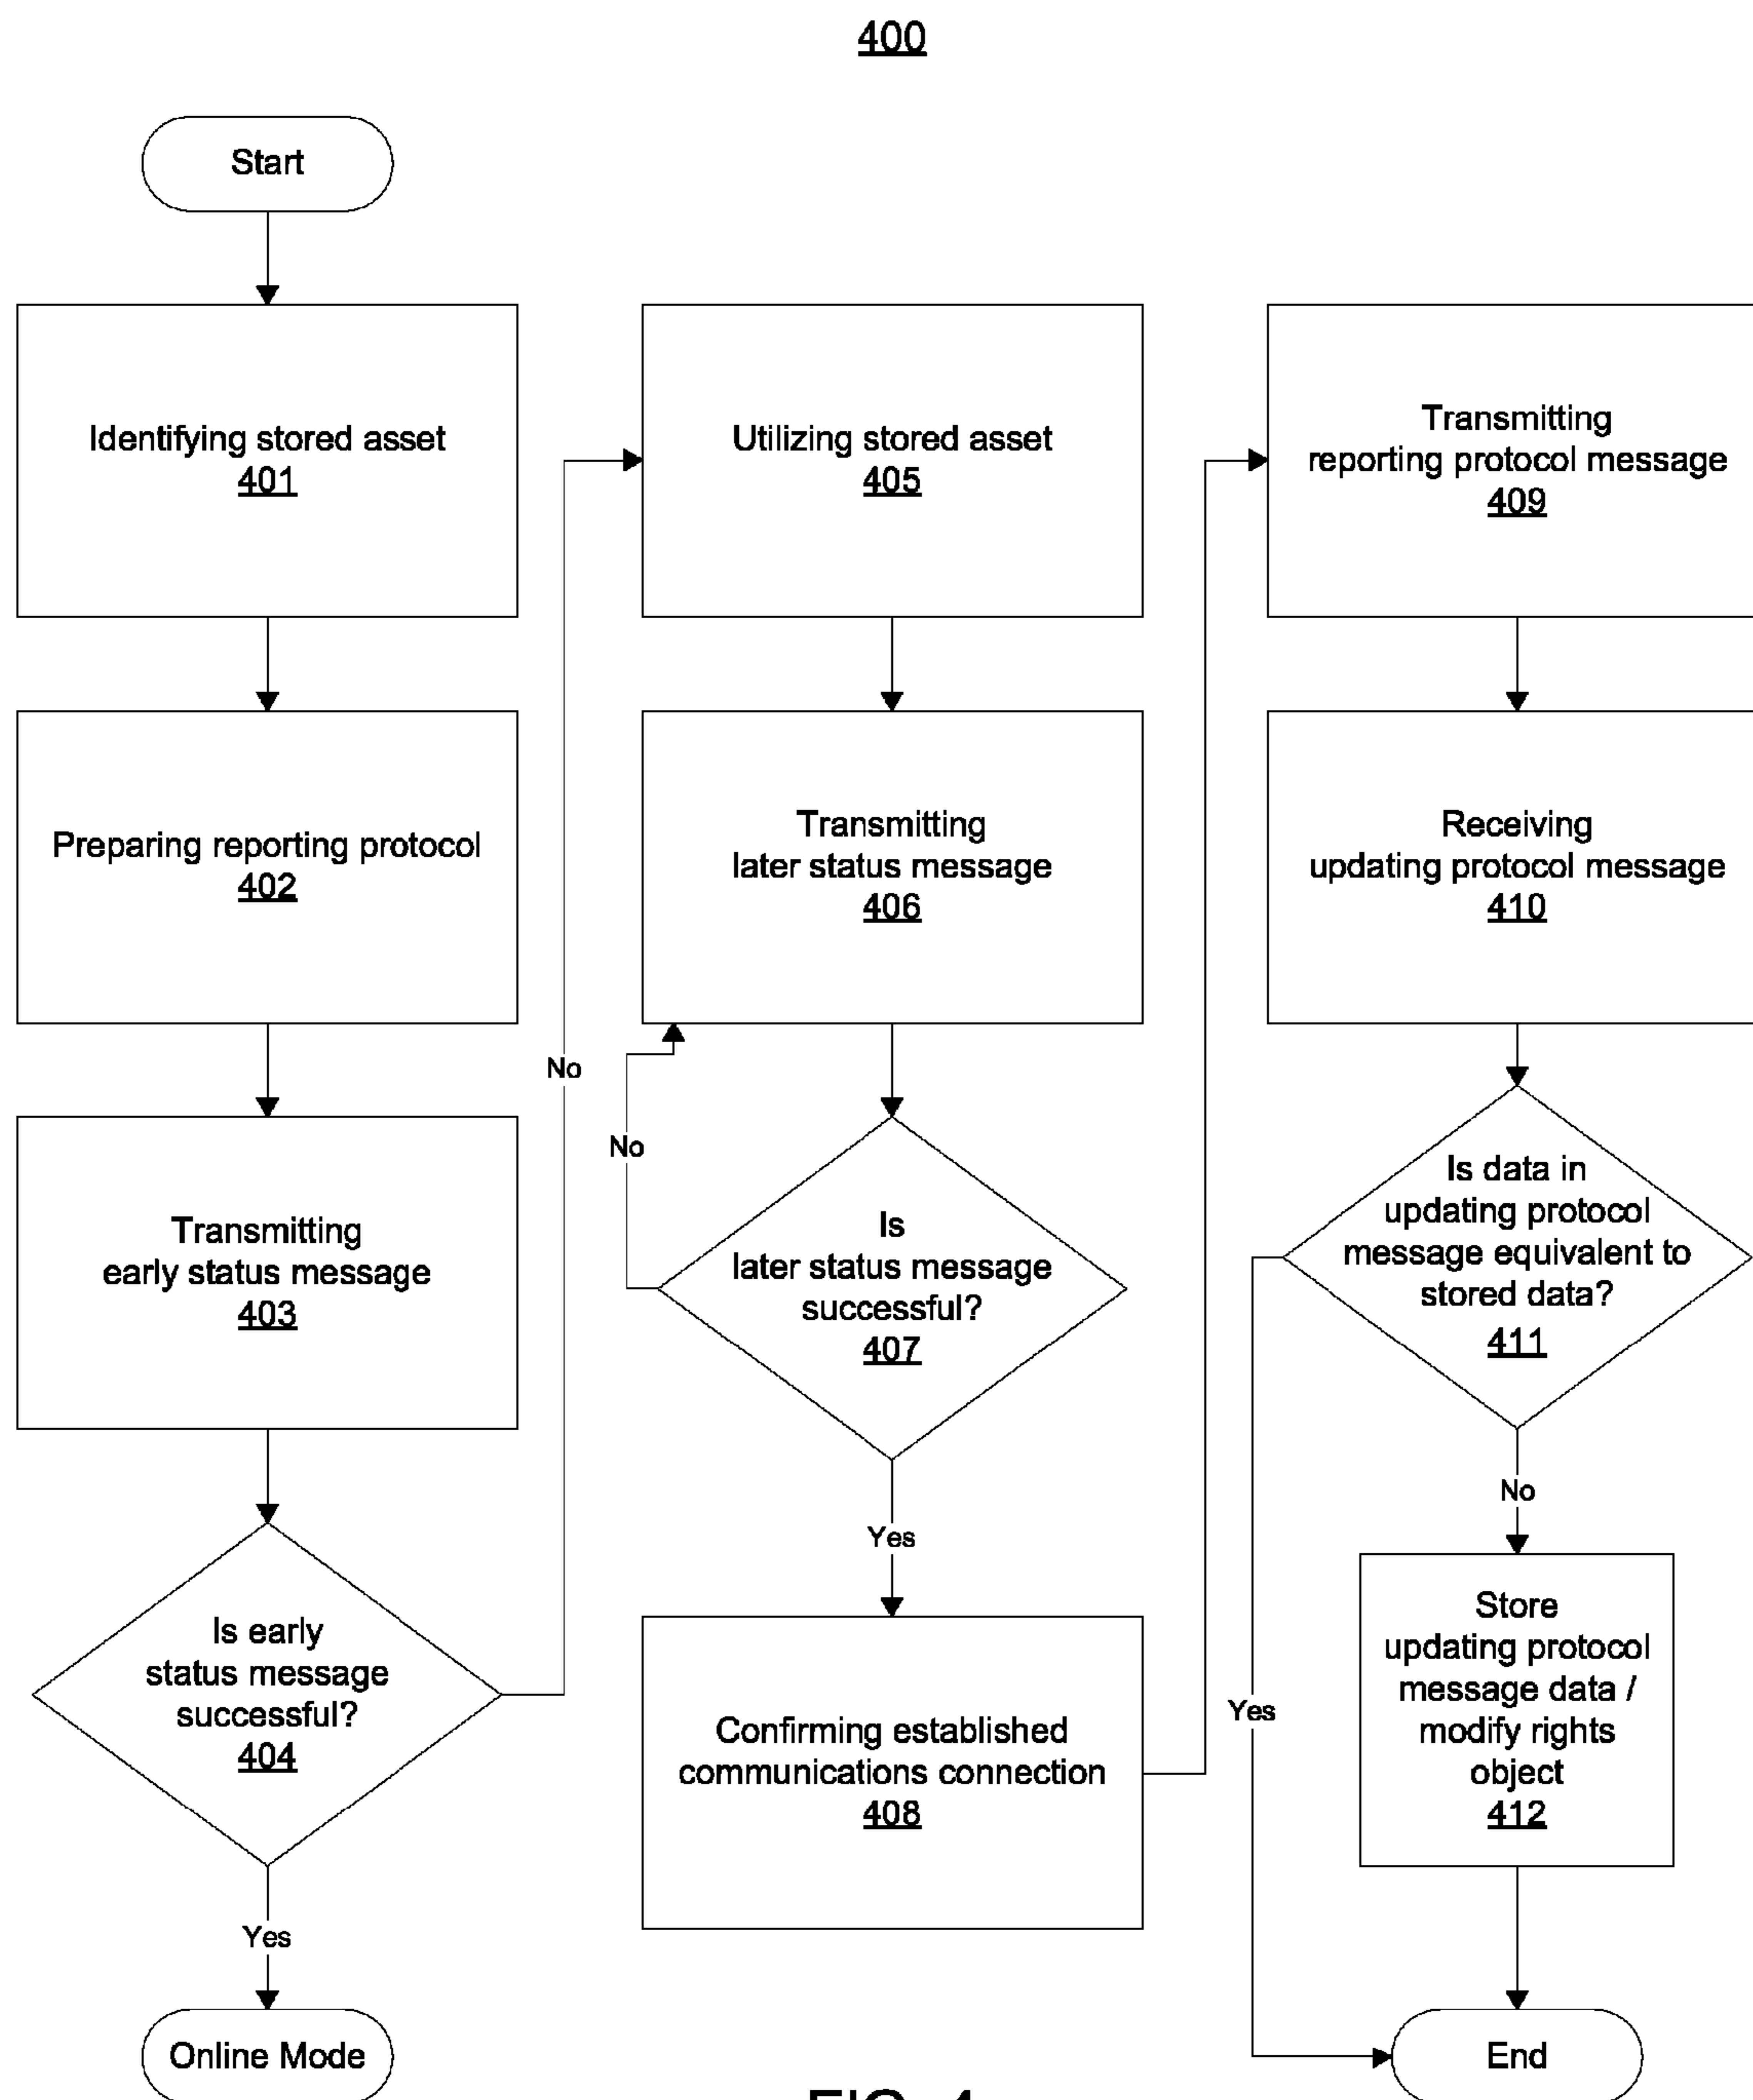 400
Start
Identifying stored asset
401
Preparing reporting protocol
402
Transmitting
early status message
403
Is early
status message
successful?
404
Yes
Online Mode
No
Utilizing stored asset
405
Transmitting
later status message
406
No
Is
later status message
successful?
407
Yes
Confirming established
communications connection
408
Transmitting
reporting protocol message
409
Receiving
updating protocol message
410
Is data in
updating protocol
message equivalent to
stored data?
411
No
Yes
Store
updating protocol
message data /
modify rights
object
412
End